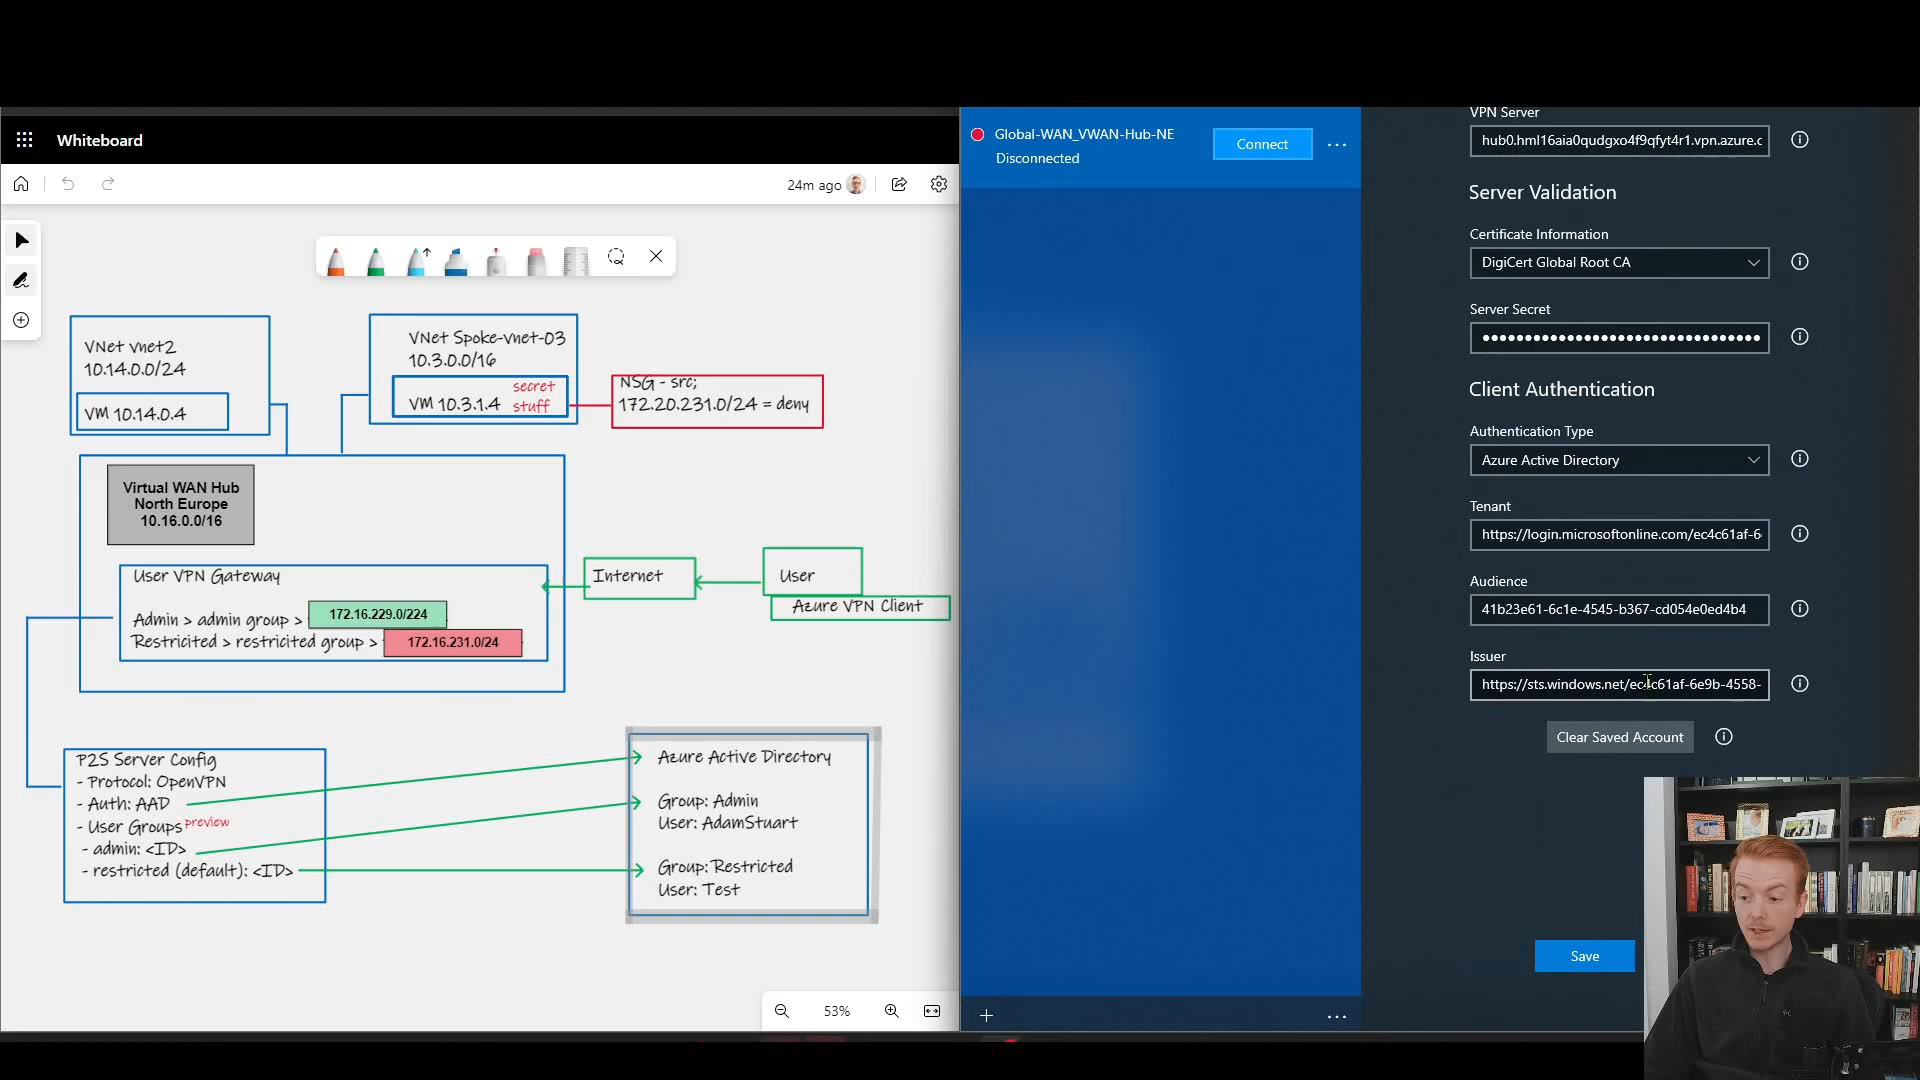 Whiteboard
24m ago
VNet vnet2
10.14.0.0/24
VM 10.14.0.4
VNet Spoke-vnet-03
10.3.0.0/16
VM 10.3.1.4
secret
stuff
NSG - src;
172.20.231.0/24 = deny
Virtual WAN Hub
North Europe
10.16.0.0/16
User VPN Gateway
Admin > admin group >
172.16.229.0/224
Restricited > restricited group >
172.16.231.0/24
Internet
User
Azure VPN Client
P2S Server Config
- Protocol: OpenVPN
- Auth: AAD
- User Groups preview
- admin: <ID>
- restricted (default): <ID>
Azure Active Directory
Group: Admin
User: AdamStuart
Group: Restricted
User: Test
53%
Global-WAN_VWAN-Hub-NE
Disconnected
Connect
VPN Server
hub0.hml16aia0qudgxo4f9qfyt4r1.vpn.azure.c
Server Validation
Certificate Information
DigiCert Global Root CA
Server Secret
Client Authentication
Authentication Type
Azure Active Directory
Tenant
https://login.microsoftonline.com/ec4c61af-6
Audience
41b23e61-6c1e-4545-b367-cd054e0ed4b4
Issuer
https://sts.windows.net/ec4c61af-6e9b-4558-
Clear Saved Account
Save